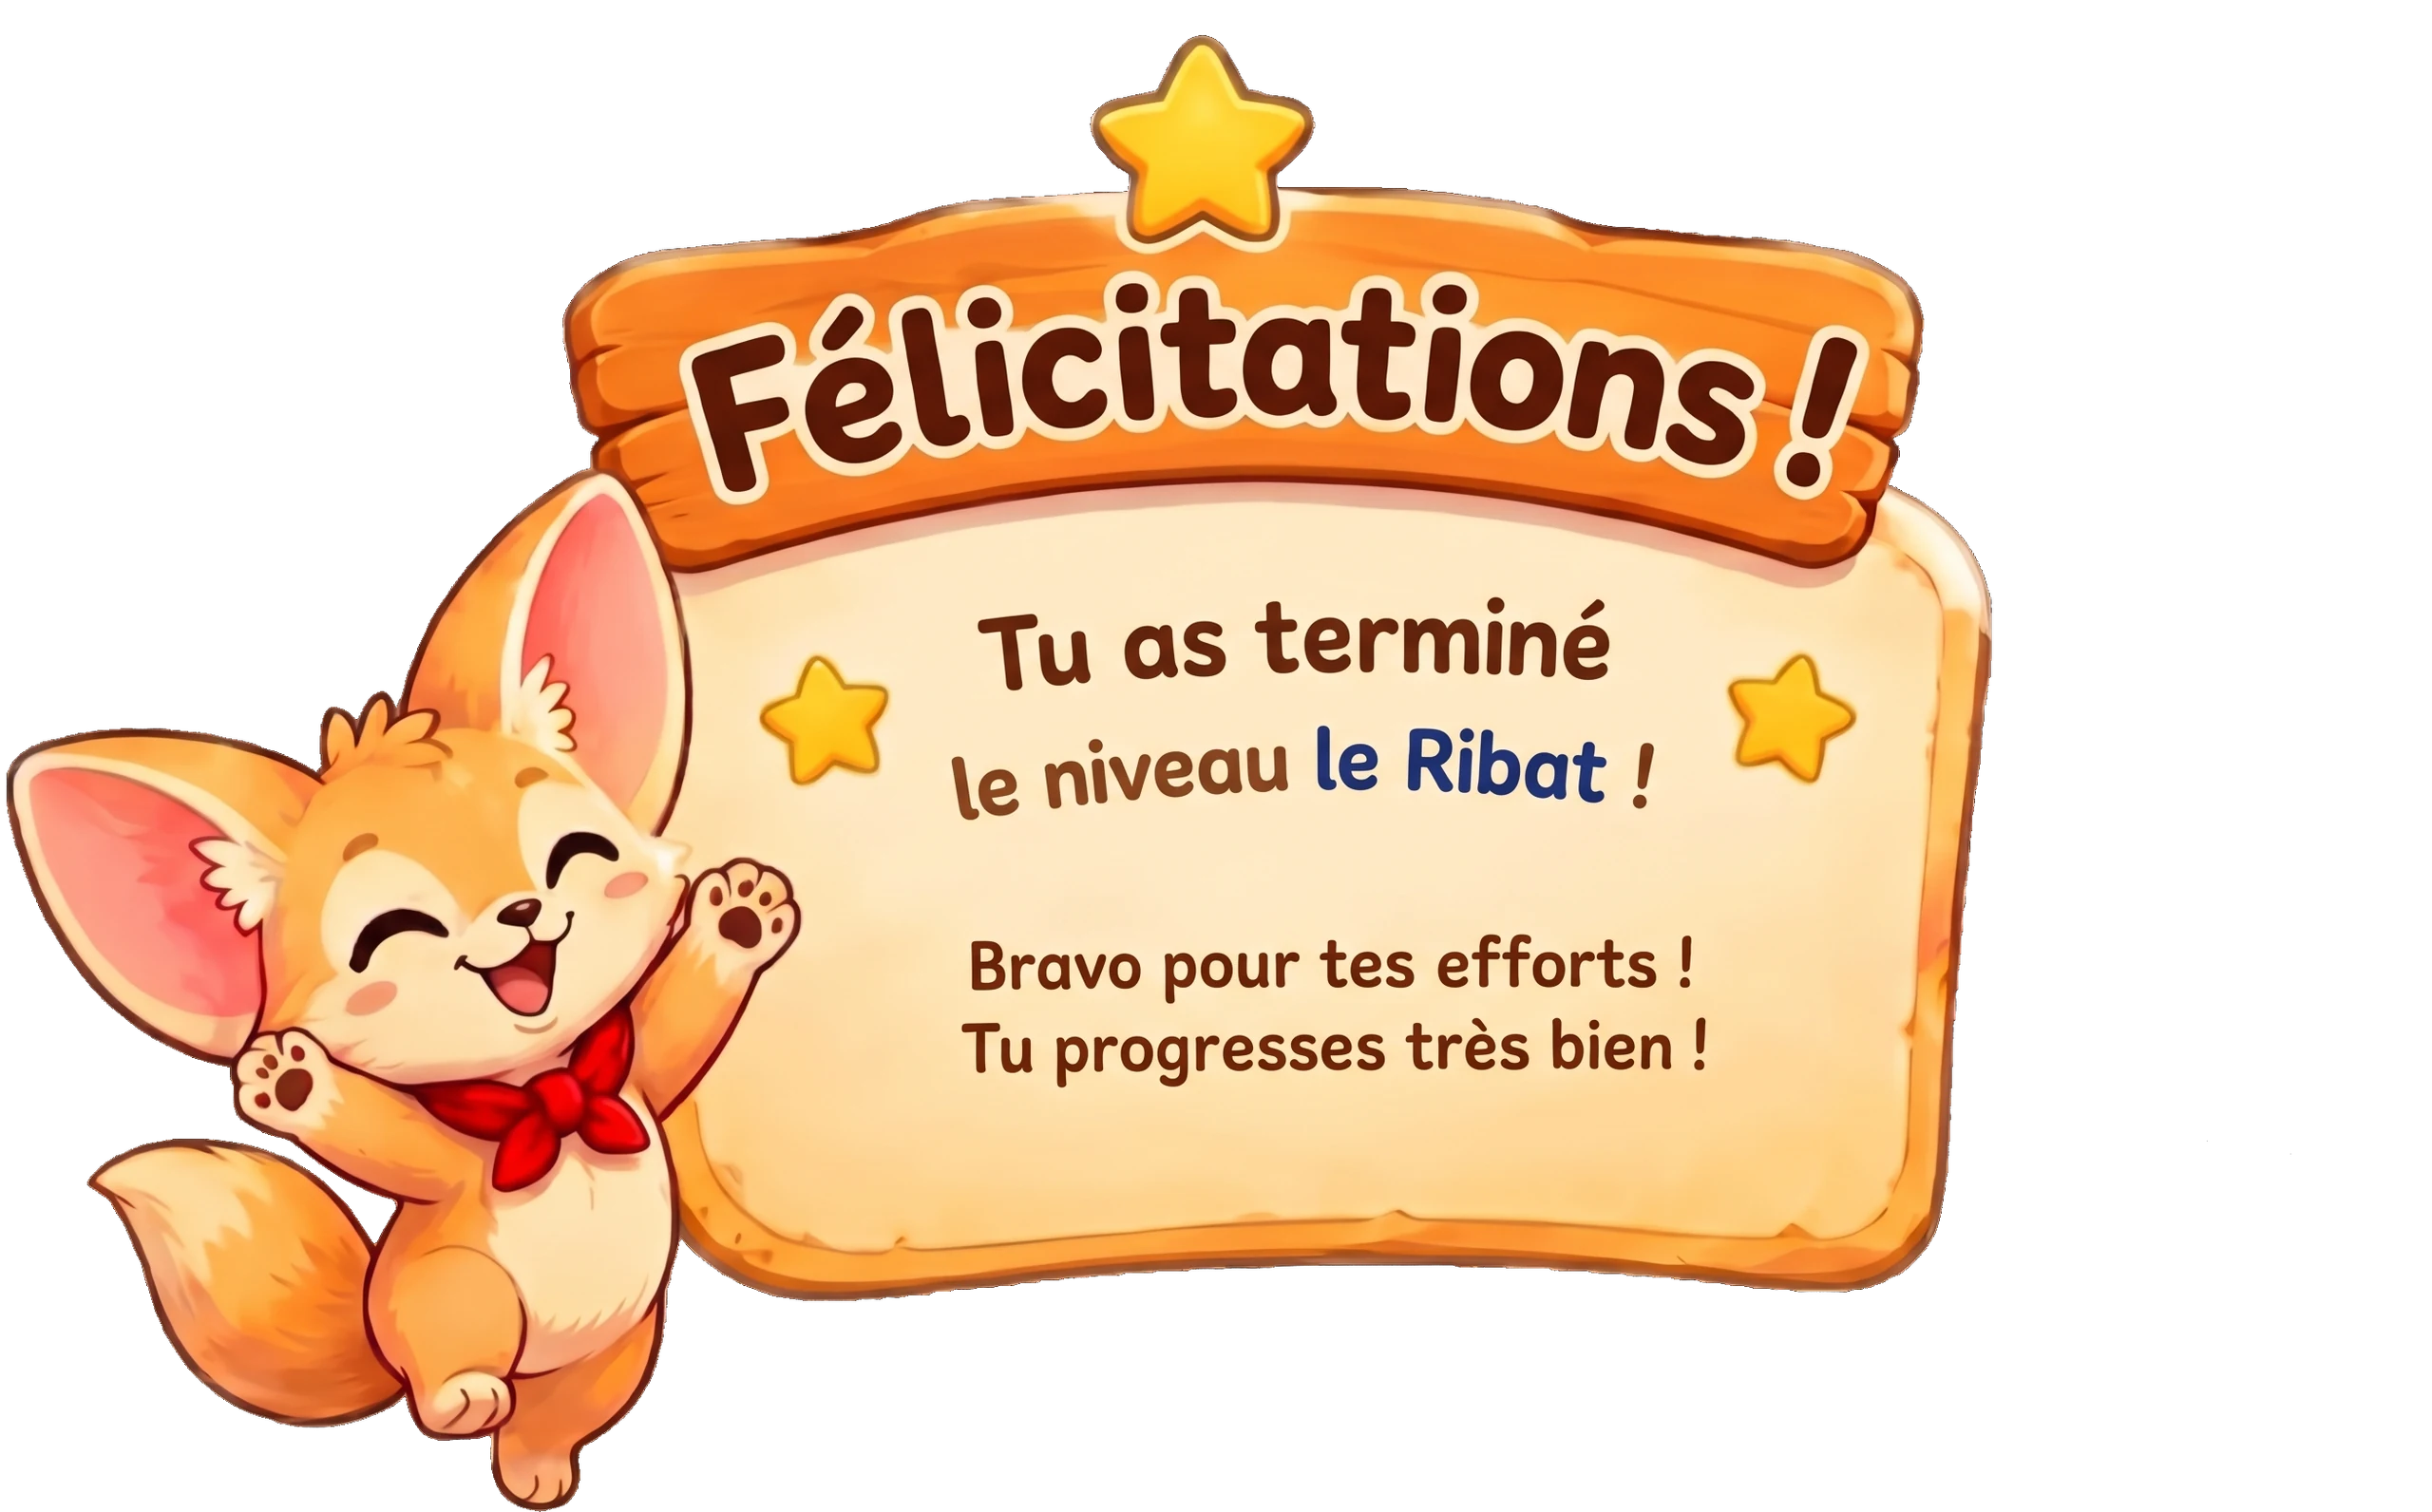 Félicitations !
Tu as terminé
le niveau le Ribat !
Bravo pour tes efforts !
Tu progresses très bien !